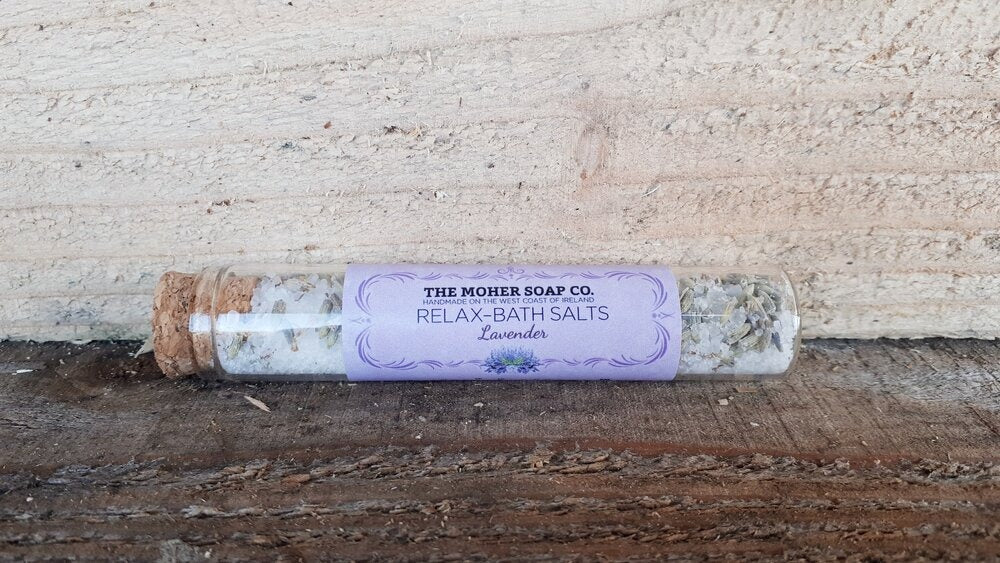 THE MOHER SOAP CO.
HANDMADE ON THE WEST COAST OF IRELAND
RELAX-BATH SALTS
Lavender